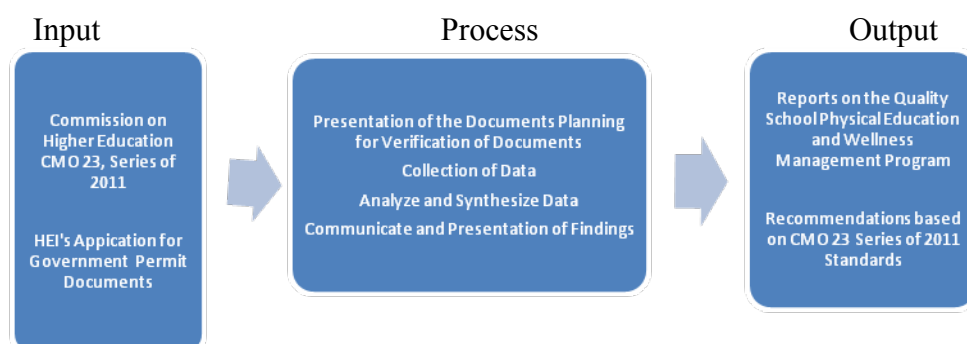 Input
Process
Output
Commission on
Higher Education
CMO 23, Series of
2011
HEI's Appication for
Government Permit
Documents
Presentation of the Documents Planning
for Verification of Documents
Collection of Data
Analyze and Synthesize Data
Communicate and Presentation of Findings
Reports on the Quality
School Physical Education
and Wellness
Management Program
Recommendations based
on CMO 23 Series of 2011
Standards